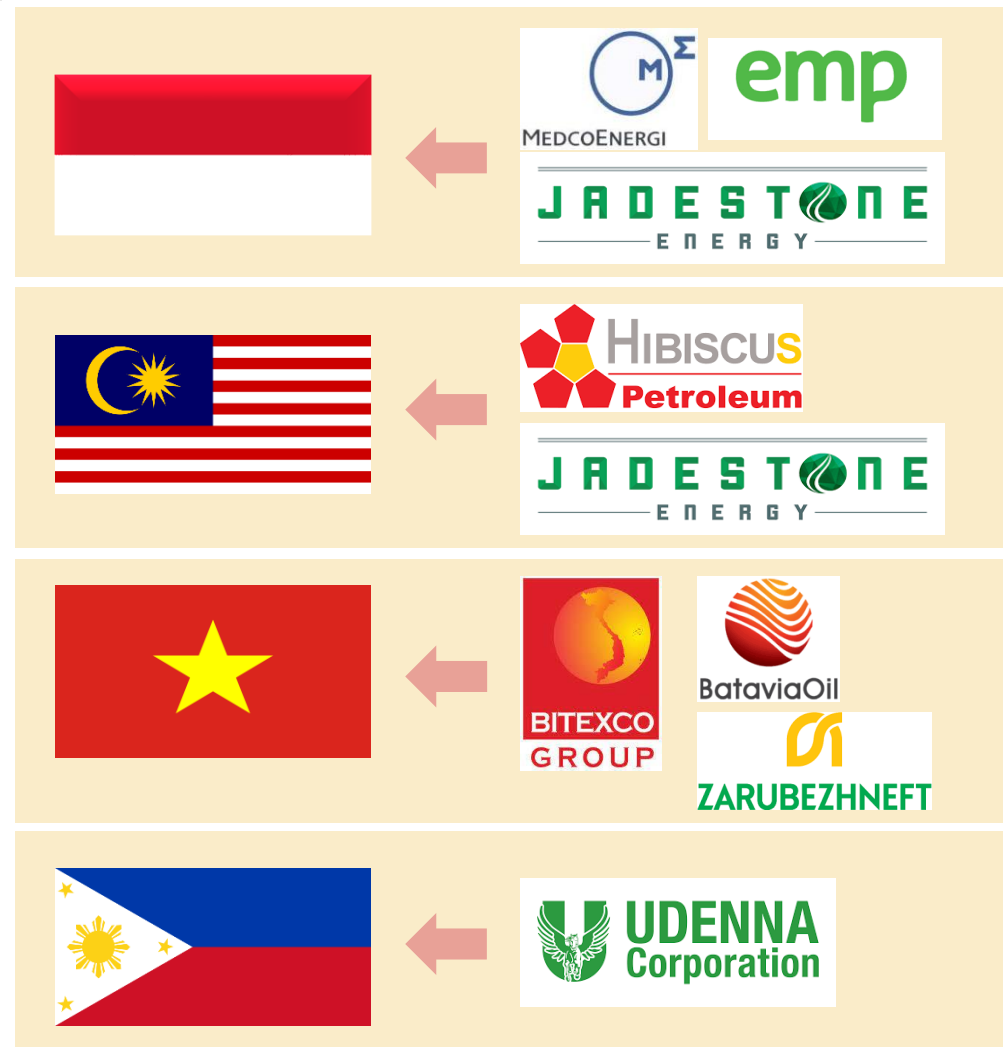 MEDCOENERGI
emp
JADESTONE
ENERGY
HIBISCUS
Petroleum
JADESTONE
ENERGY
BITEXCO
GROUP
BataviaOil
ZARUBEZHNEFT
UDENNA
Corporation